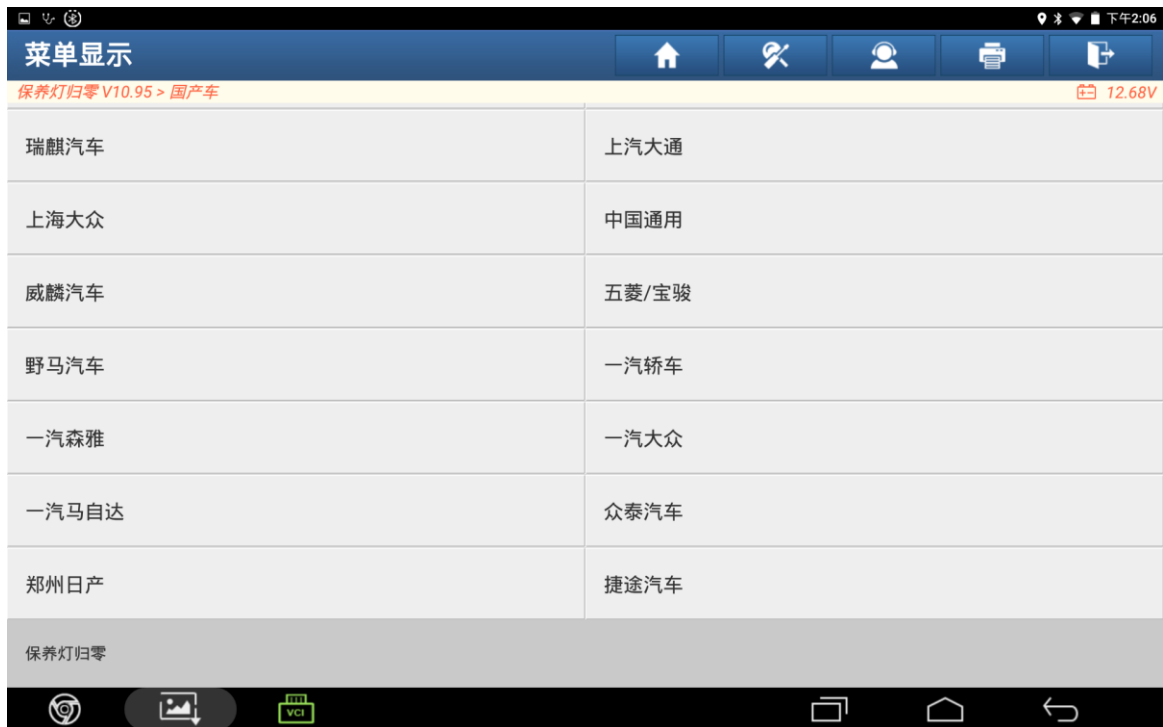 下午2:06
菜单显示
保养灯归零 V10.95 > 国产车 12.68V
瑞麒汽车 上汽大通
上海大众 中国通用
威麟汽车 五菱/宝骏
野马汽车 一汽轿车
一汽森雅 一汽大众
一汽马自达 众泰汽车
郑州日产 捷途汽车
保养灯归零
VCI